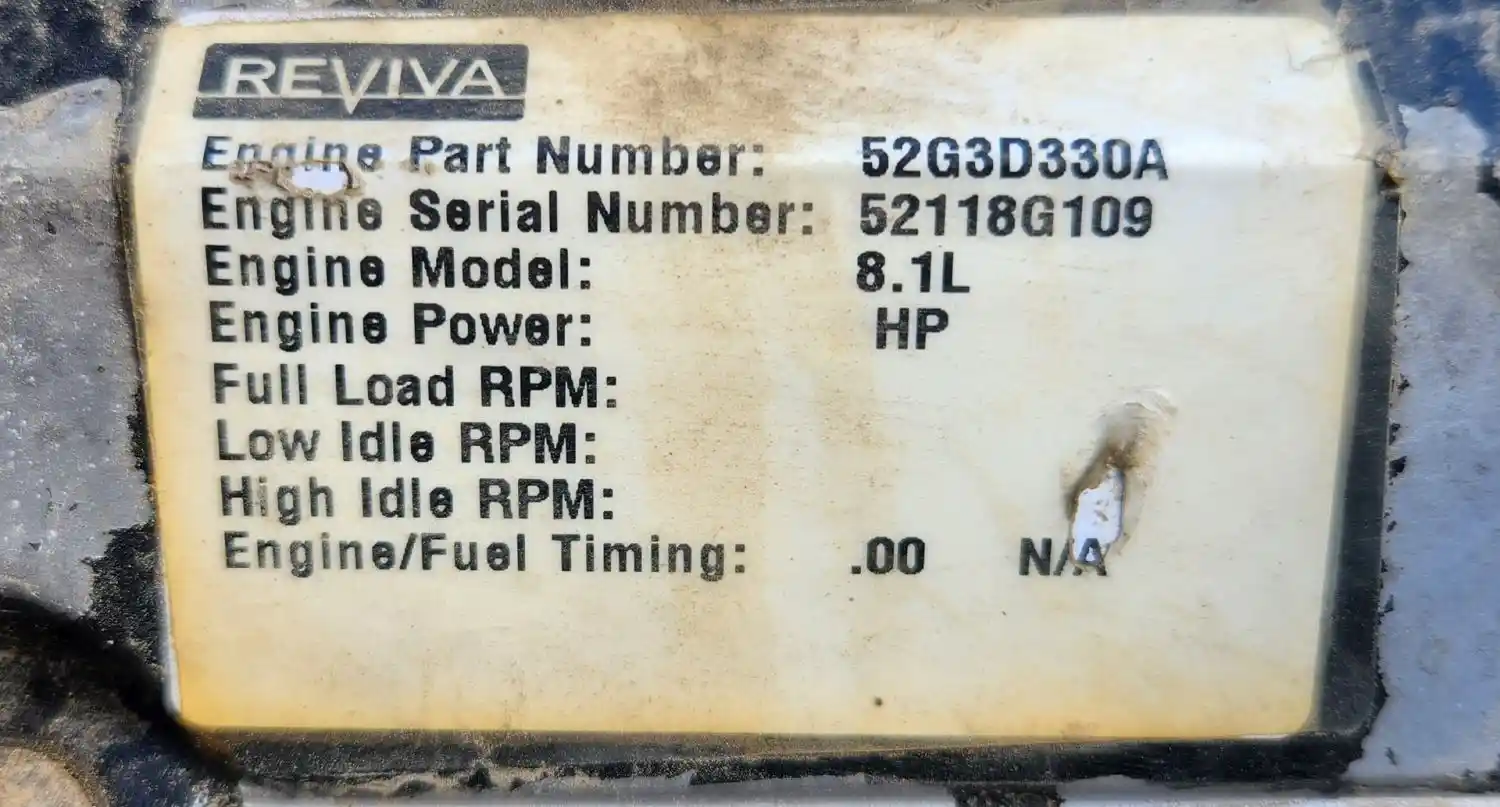 REVIVA
Engine Part Number: 52G3D330A
Engine Serial Number: 52118G109
Engine Model: 8.1L
Engine Power: HP
Full Load RPM:
Low Idle RPM:
High Idle RPM:
Engine/Fuel Timing: .00 N/A